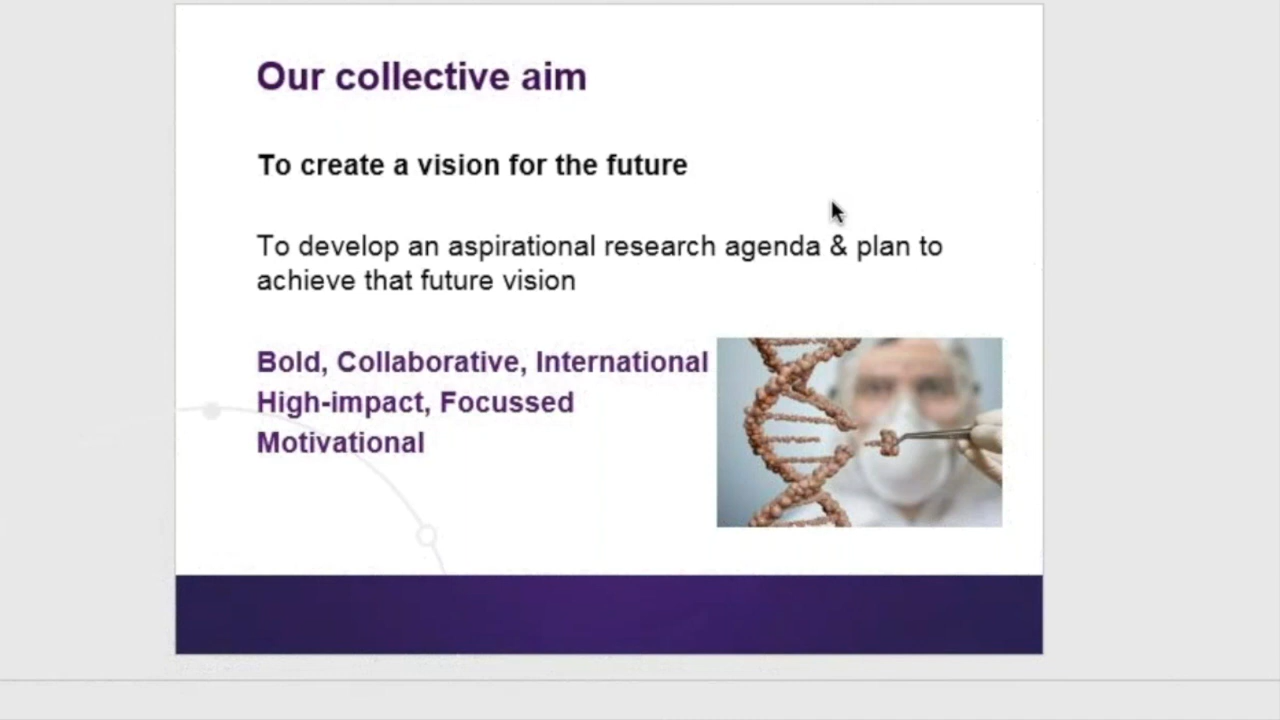 Our collective aim
To create a vision for the future
To develop an aspirational research agenda & plan to
achieve that future vision
Bold, Collaborative, International
High-impact, Focussed
Motivational